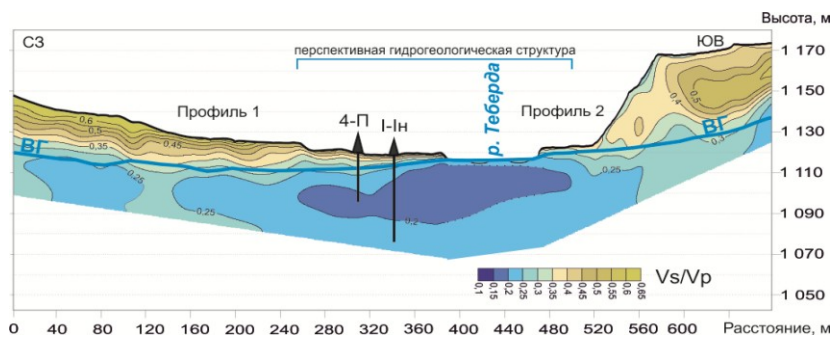 Высота, м
СЗ
перспективная гидрогеологическая структура
ЮВ
1 170
1 150
1 130
1 110
1 090
1 070
1 050
Профиль 1
4-П
I-Iн
р. Теберда
Профиль 2
ВГ
ВГ
0,6
0,5
0,45
0,35
0,25
0,25
0,2
0,25
0,4
0,5
0,3
0,1
0,15
0,2
0,25
0,3
0,35
0,4
0,45
0,5
0,55
0,6
0,65
Vs/Vp
0 40 80 120 160 200 240 280 320 360 400 440 480 520 560 600 Расстояние, м